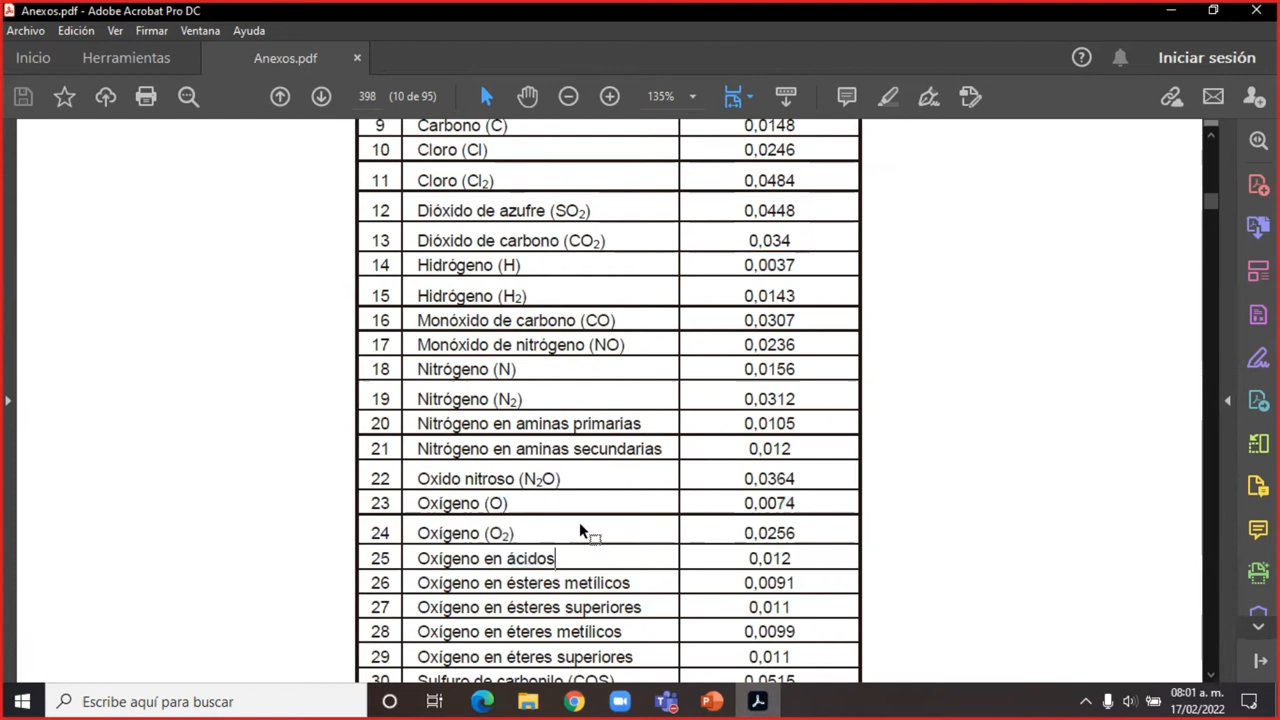 Anexos.pdf - Adobe Acrobat Pro DC
Archivo Edición Ver Firmar Ventana Ayuda
Inicio Herramientas Anexos.pdf × Iniciar sesión
398 (10 de 95) 135%
9 Carbono (C) 0,0148
10 Cloro (Cl) 0,0246
11 Cloro (Cl2) 0,0484
12 Dióxido de azufre (SO2) 0,0448
13 Dióxido de carbono (CO2) 0,034
14 Hidrógeno (H) 0,0037
15 Hidrógeno (H2) 0,0143
16 Monóxido de carbono (CO) 0,0307
17 Monóxido de nitrógeno (NO) 0,0236
18 Nitrógeno (N) 0,0156
19 Nitrógeno (N2) 0,0312
20 Nitrógeno en aminas primarias 0,0105
21 Nitrógeno en aminas secundarias 0,012
22 Oxido nitroso (N2O) 0,0364
23 Oxígeno (O) 0,0074
24 Oxígeno (O2) 0,0256
25 Oxígeno en ácidos 0,012
26 Oxígeno en ésteres metílicos 0,0091
27 Oxígeno en ésteres superiores 0,011
28 Oxígeno en éteres metílicos 0,0099
29 Oxígeno en éteres superiores 0,011
30 Sulfuro de carbonilo (COS) 0,0515
Escribe aquí para buscar
08:01 a. m.
17/02/2022